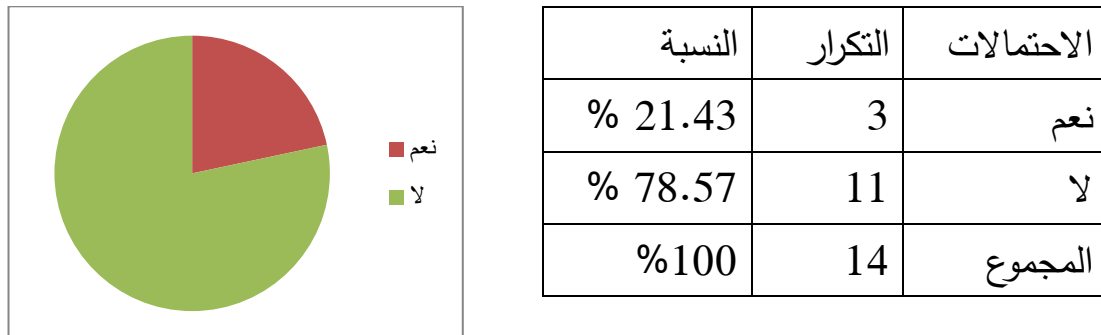 الاحتمالات التكرار النسبة
نعم 3 21.43 %
لا 11 78.57 %
المجموع 14 100%
نعم
لا